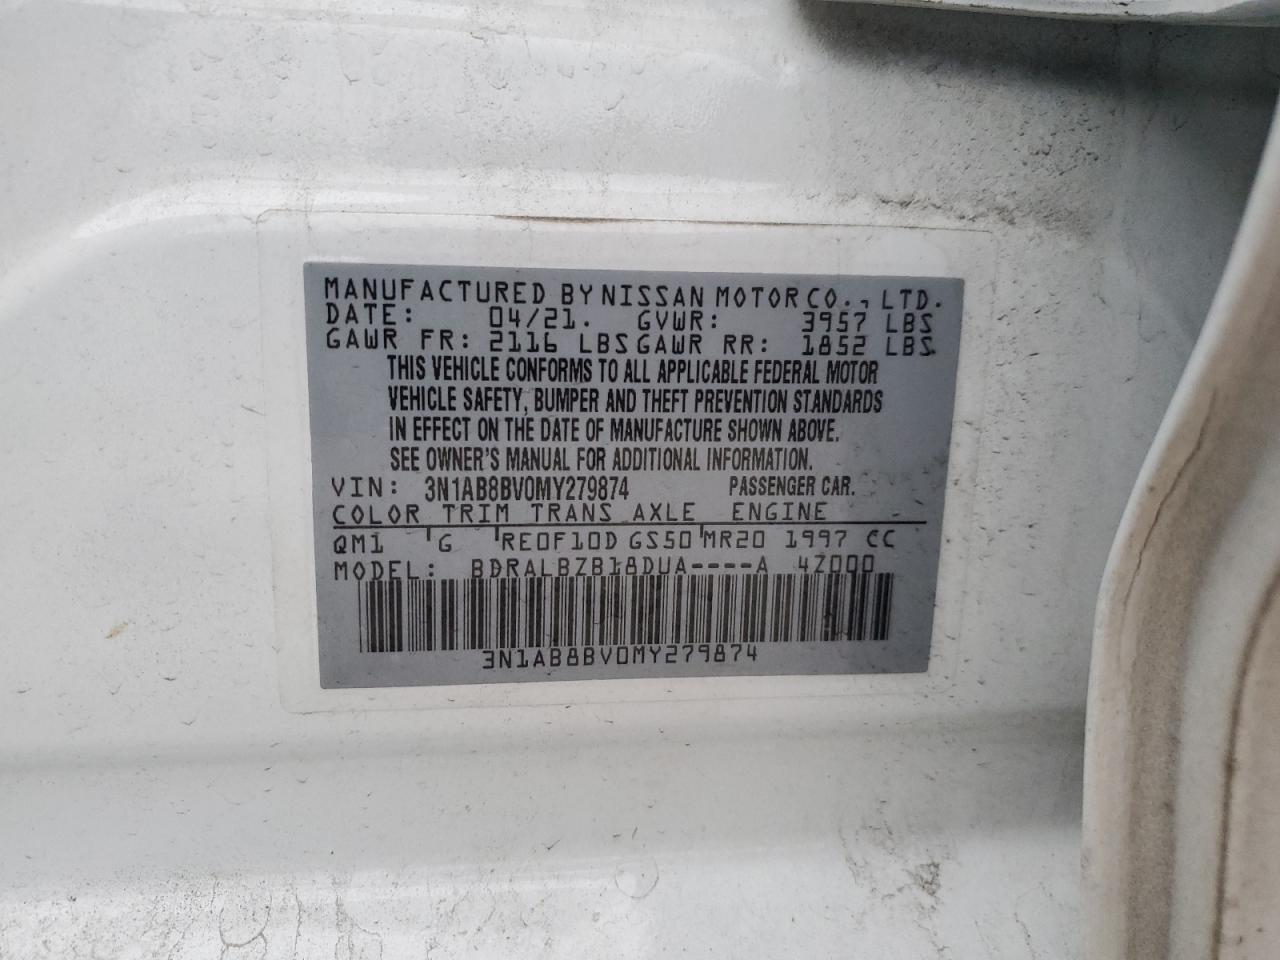 MANUFACTURED BY NISSAN MOTOR CO., LTD.
DATE: 04/21. GVWR: 3957 LBS
GAWR FR: 2116 LBS GAWR RR: 1852 LBS
THIS VEHICLE CONFORMS TO ALL APPLICABLE FEDERAL MOTOR
VEHICLE SAFETY, BUMPER AND THEFT PREVENTION STANDARDS
IN EFFECT ON THE DATE OF MANUFACTURE SHOWN ABOVE.
SEE OWNER'S MANUAL FOR ADDITIONAL INFORMATION.
VIN: 3N1AB8BV0MY279874 PASSENGER CAR.
COLOR TRIM TRANS AXLE ENGINE
QM1 G RE0F10D GS50 MR20 1997 CC
MODEL: BDRALBZB18DUA----A 4Z000
3N1AB8BV0MY279874